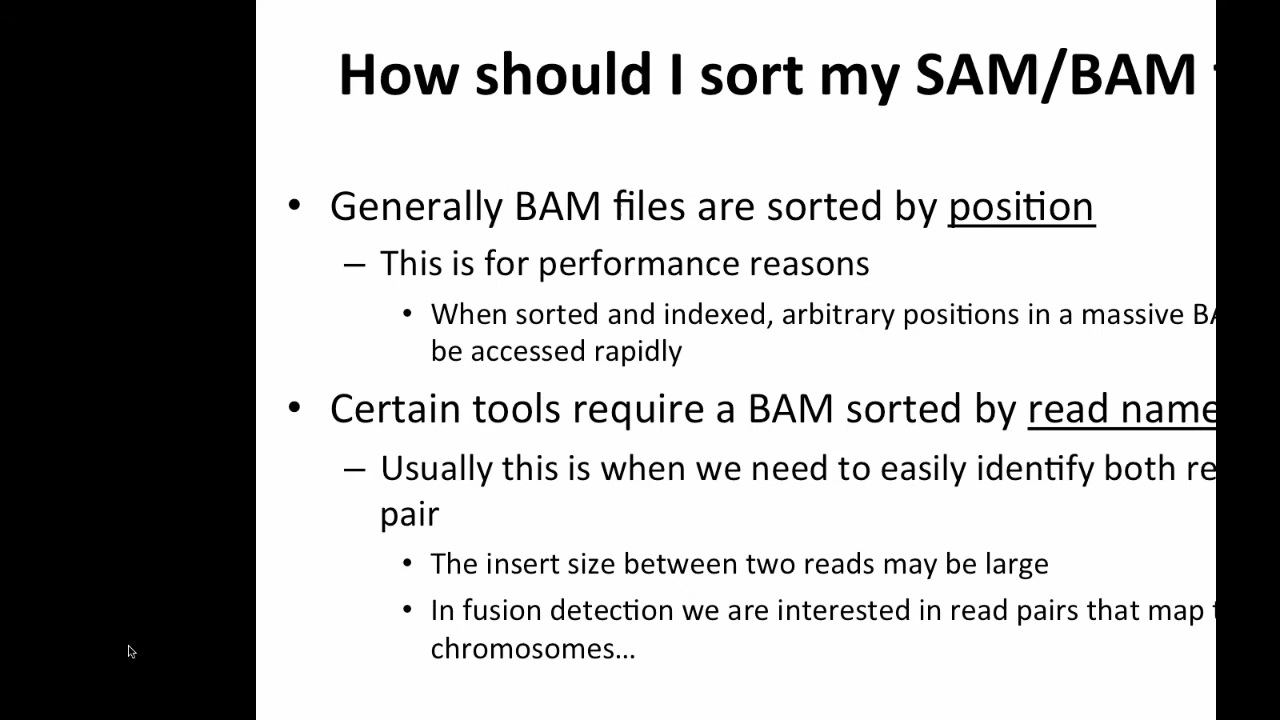 How should I sort my SAM/BAM
• Generally BAM files are sorted by position
– This is for performance reasons
• When sorted and indexed, arbitrary positions in a massive
be accessed rapidly
• Certain tools require a BAM sorted by read name
– Usually this is when we need to easily identify both
pair
• The insert size between two reads may be large
• In fusion detection we are interested in read pairs that map
chromosomes…